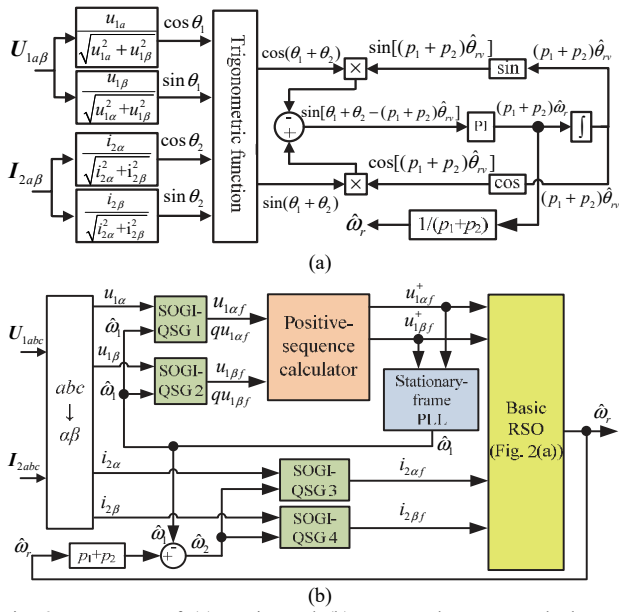 U₁ₐβ
u₁ₐ / √(u₁ₐ² + u₁β²)
cos θ₁
u₁β / √(u₁α² + u₁β²)
sin θ₁
I₂ₐβ
i₂α / √(i₂α² + i₂β²)
cos θ₂
i₂β / √(i₂α² + i₂β²)
sin θ₂
Trigonometric function
cos(θ₁ + θ₂)
×
sin[(p₁ + p₂)θ̂ᵣᵥ]
sin
(p₁ + p₂)θ̂ᵣᵥ
- +
+
sin[θ₁ + θ₂ − (p₁ + p₂)θ̂ᵣᵥ]
PI
(p₁ + p₂)ω̂ᵣ
∫
sin(θ₁ + θ₂)
×
cos[(p₁ + p₂)θ̂ᵣᵥ]
cos
(p₁ + p₂)θ̂ᵣᵥ
ω̂ᵣ
1/(p₁+p₂)
(a)
U₁abc
I₂abc
abc
↓
αβ
u₁α
ω̂₁
u₁β
ω̂₁
SOGI-
QSG 1
SOGI-
QSG 2
u₁αf
qu₁αf
u₁βf
qu₁βf
Positive-
sequence
calculator
u⁺₁αf
u⁺₁βf
Stationary-
frame
PLL
ω̂₁
i₂α
i₂β
SOGI-
QSG 3
SOGI-
QSG 4
i₂αf
i₂βf
Basic
RSO
(Fig. 2(a))
ω̂ᵣ
ω̂ᵣ
p₁+p₂
ω̂₁
-
+
ω̂₂
(b)